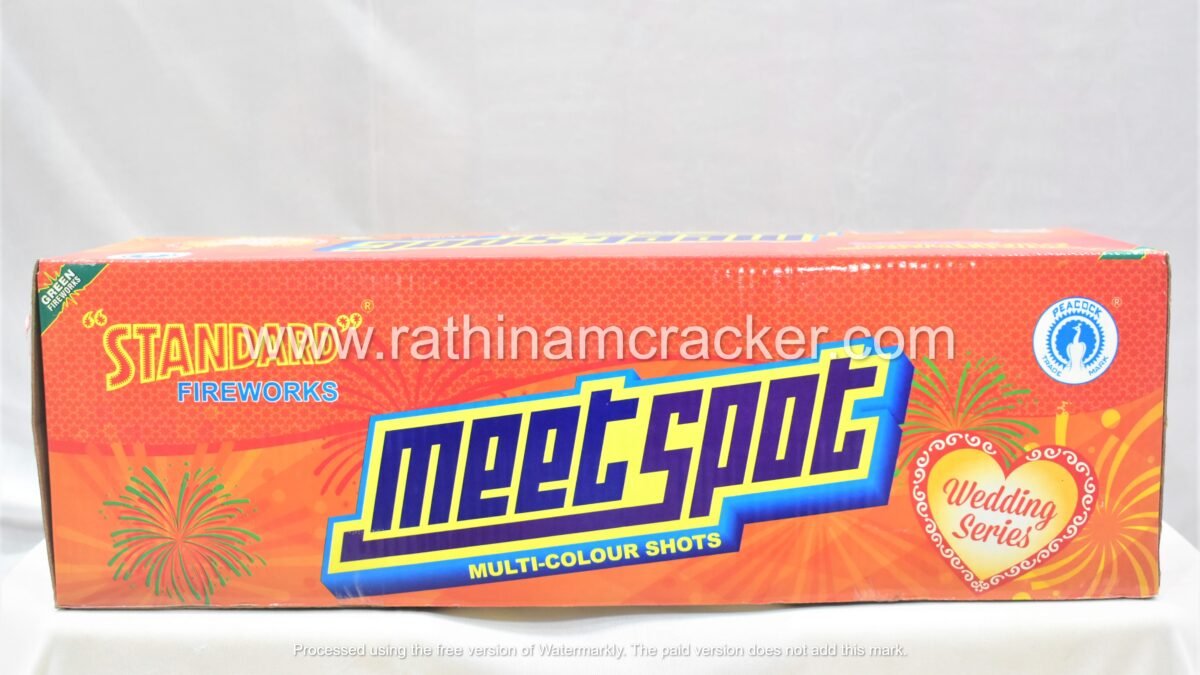 GREEN
FIREWORKS
“STANDARD”®
FIREWORKS
www.rathinamcracker.com
PEACOCK ®
TRADE MARK
meet spot
MULTI-COLOUR SHOTS
Wedding
Series
Processed using the free version of Watermarkly. The paid version does not add this mark.